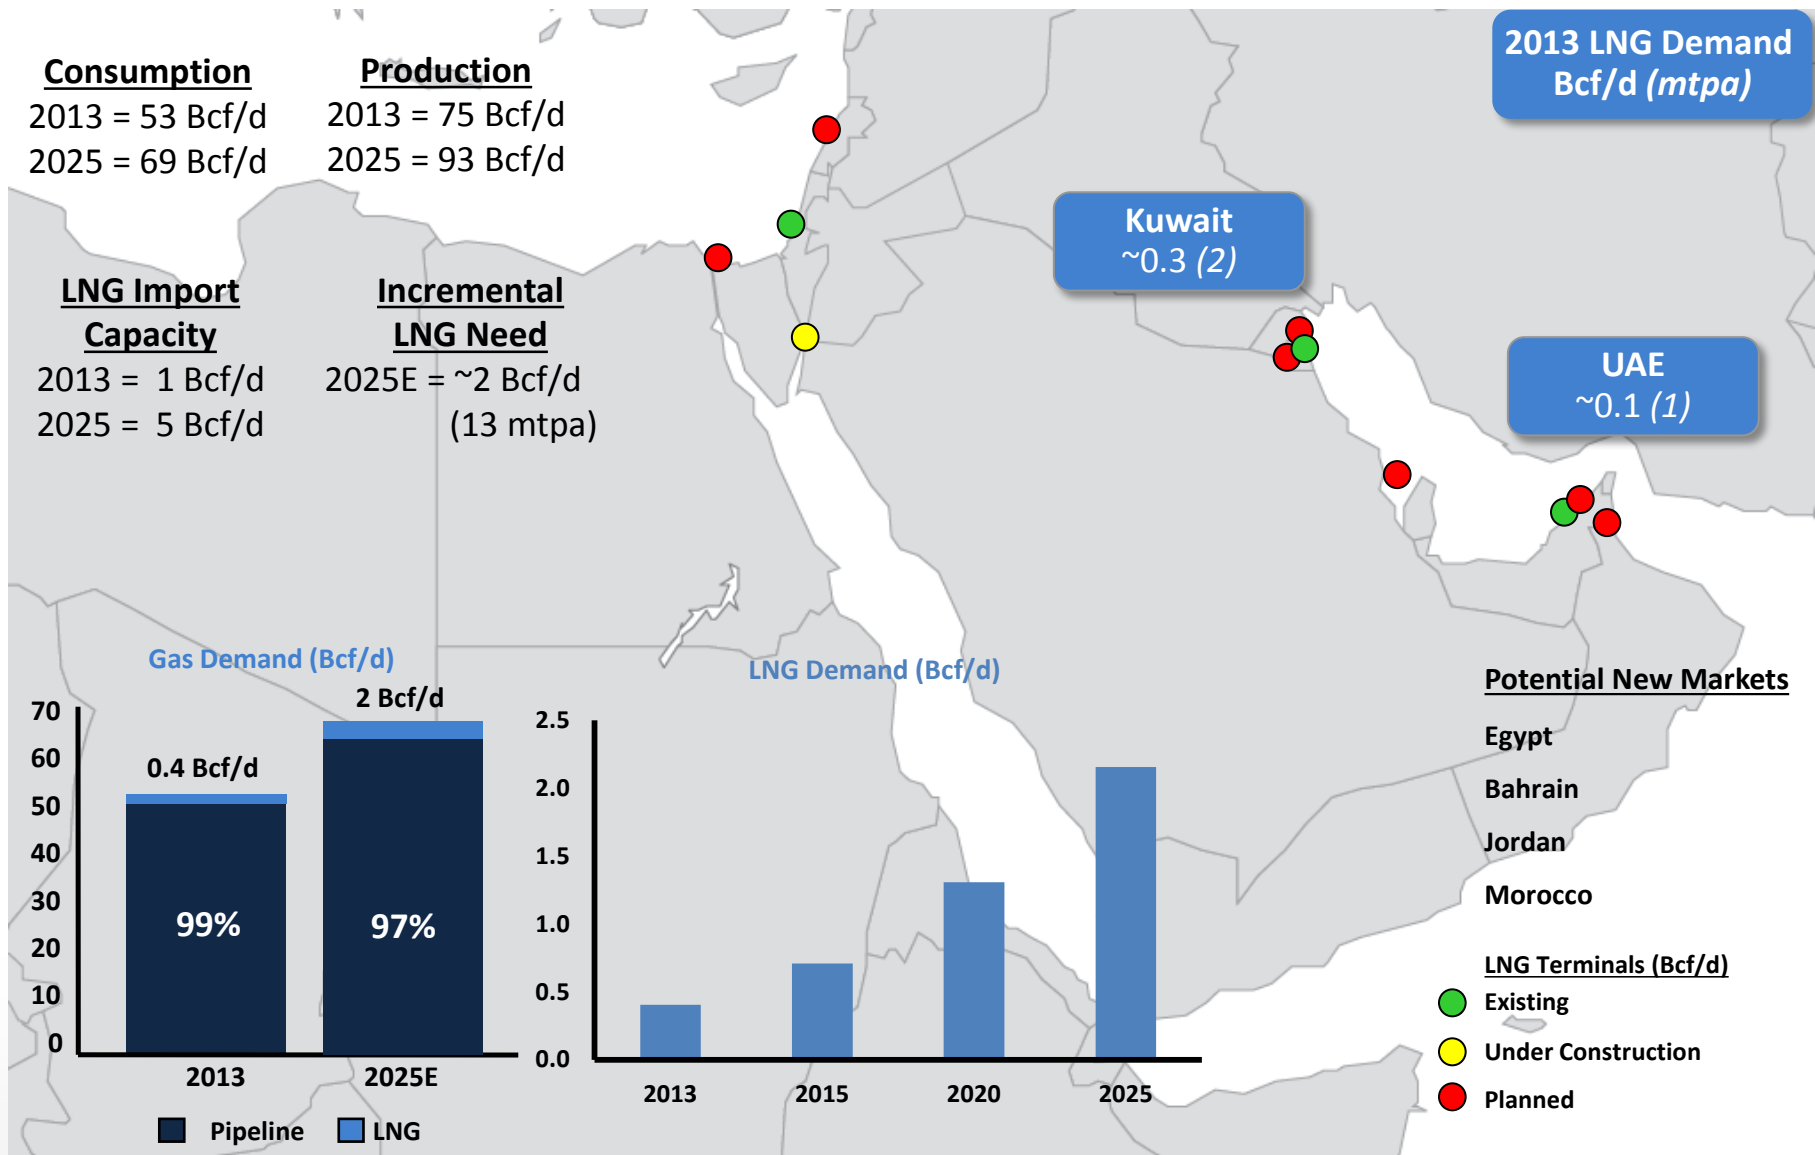 Consumption
2013 = 53 Bcf/d
2025 = 69 Bcf/d
Production
2013 = 75 Bcf/d
2025 = 93 Bcf/d
2013 LNG Demand
Bcf/d (mtpa)
LNG Import
Capacity
2013 = 1 Bcf/d
2025 = 5 Bcf/d
Incremental
LNG Need
2025E = ~2 Bcf/d
(13 mtpa)
Kuwait
~0.3 (2)
UAE
~0.1 (1)
Gas Demand (Bcf/d)
70
60
50
40
30
20
10
0
0.4 Bcf/d
2 Bcf/d
99%
97%
2013
2025E
Pipeline
LNG
LNG Demand (Bcf/d)
2.5
2.0
1.5
1.0
0.5
0.0
2013
2015
2020
2025
Potential New Markets
Egypt
Bahrain
Jordan
Morocco
LNG Terminals (Bcf/d)
Existing
Under Construction
Planned